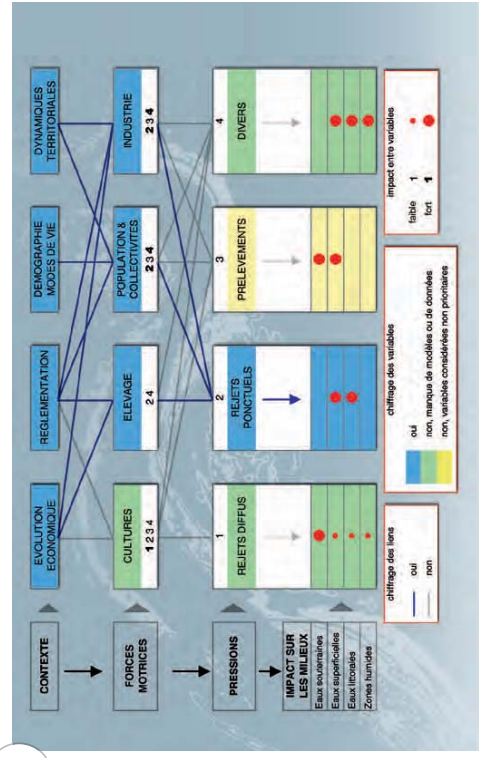 CONTEXTE
EVOLUTION
ECONOMIQUE
REGLEMENTATION
DEMOGRAPHIE
MODES DE VIE
DYNAMIQUES
TERRITORIALES
FORCES
MOTRICES
CULTURES
1 2 3 4
ELEVAGE
2 4
POPULATION &
COLLECTIVITES
2 3 4
INDUSTRIE
2 3 4
PRESSIONS
1
REJETS DIFFUS
2
REJETS
PONCTUELS
3
PRELEVEMENTS
4
DIVERS
IMPACT SUR
LES MILIEUX
Eaux souterraines
Eaux superficielles
Eaux littorales
Zones humides
chiffrage des liens
oui
non
chiffrage des variables
oui
non, manque de modèles ou de données
non, variables considérées non prioritaires
impact entre variables
faible 1
fort 1